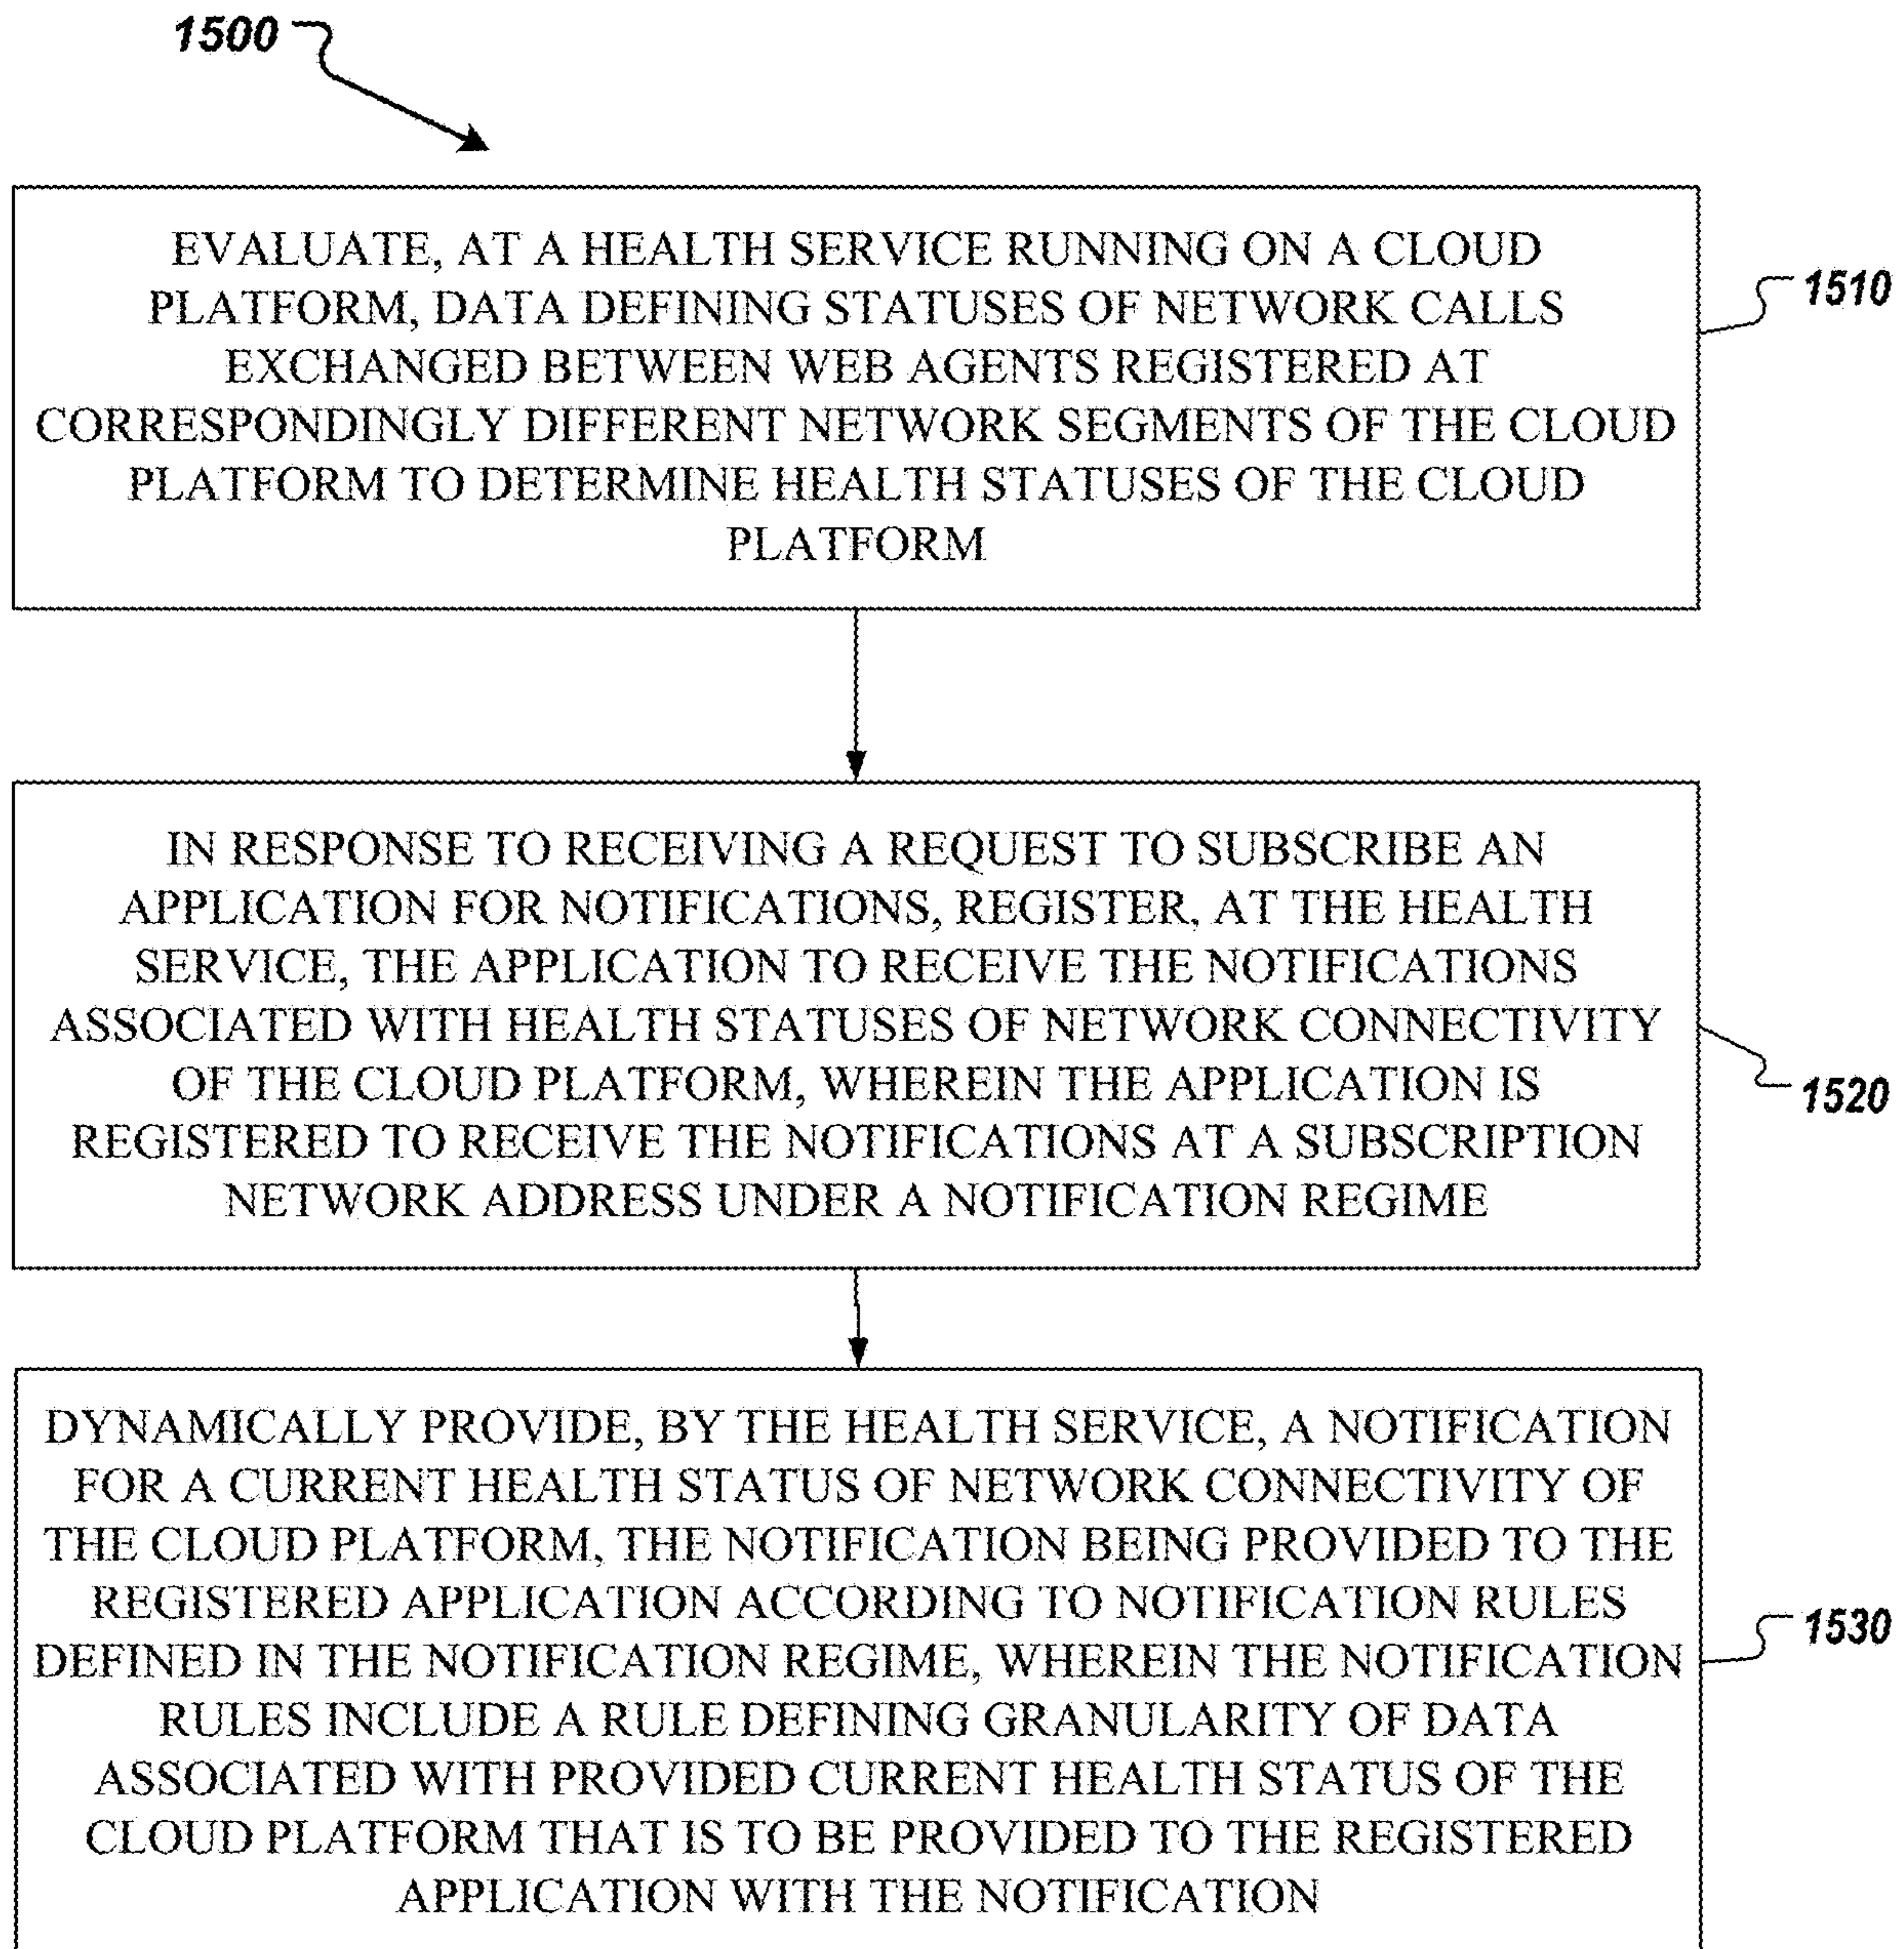 1500
EVALUATE, AT A HEALTH SERVICE RUNNING ON A CLOUD
PLATFORM, DATA DEFINING STATUSES OF NETWORK CALLS
EXCHANGED BETWEEN WEB AGENTS REGISTERED AT
CORRESPONDINGLY DIFFERENT NETWORK SEGMENTS OF THE CLOUD
PLATFORM TO DETERMINE HEALTH STATUSES OF THE CLOUD
PLATFORM
1510
IN RESPONSE TO RECEIVING A REQUEST TO SUBSCRIBE AN
APPLICATION FOR NOTIFICATIONS, REGISTER, AT THE HEALTH
SERVICE, THE APPLICATION TO RECEIVE THE NOTIFICATIONS
ASSOCIATED WITH HEALTH STATUSES OF NETWORK CONNECTIVITY
OF THE CLOUD PLATFORM, WHEREIN THE APPLICATION IS
REGISTERED TO RECEIVE THE NOTIFICATIONS AT A SUBSCRIPTION
NETWORK ADDRESS UNDER A NOTIFICATION REGIME
1520
DYNAMICALLY PROVIDE, BY THE HEALTH SERVICE, A NOTIFICATION
FOR A CURRENT HEALTH STATUS OF NETWORK CONNECTIVITY OF
THE CLOUD PLATFORM, THE NOTIFICATION BEING PROVIDED TO THE
REGISTERED APPLICATION ACCORDING TO NOTIFICATION RULES
DEFINED IN THE NOTIFICATION REGIME, WHEREIN THE NOTIFICATION
RULES INCLUDE A RULE DEFINING GRANULARITY OF DATA
ASSOCIATED WITH PROVIDED CURRENT HEALTH STATUS OF THE
CLOUD PLATFORM THAT IS TO BE PROVIDED TO THE REGISTERED
APPLICATION WITH THE NOTIFICATION
1530